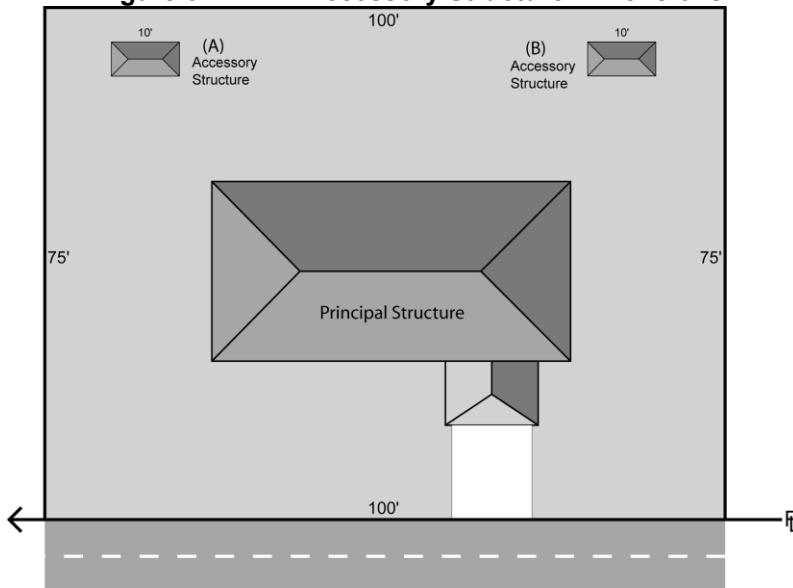 100'
10'
(A)
Accessory
Structure
(B)
Accessory
Structure
10'
75'
75'
Principal Structure
100'